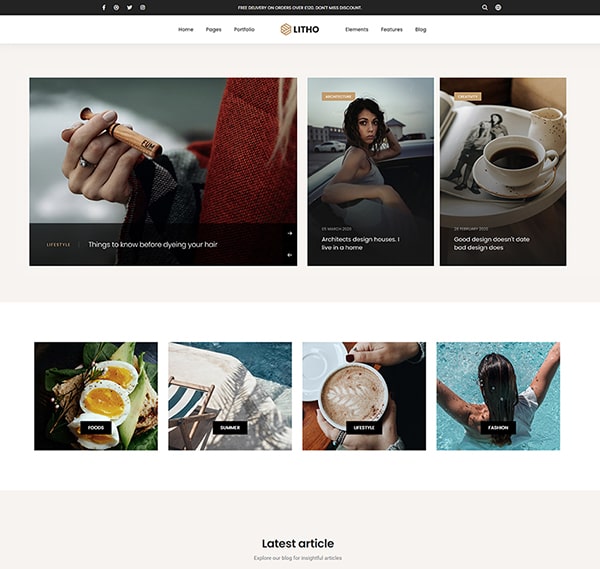 FREE DELIVERY ON ORDERS OVER £120. DON'T MISS DISCOUNT.
Home Pages Portfolio LITHO Elements Features Blog
FUM
LIFESTYLE
Things to know before dyeing your hair
ARCHITECTURE
05 MARCH 2020
Architects design houses. I
live in a home
CREATIVITY
26 FEBRUARY 2020
Good design doesn't date
bad design does
FOODS
SUMMER
LIFESTYLE
FASHION
Latest article
Explore our blog for insightful articles